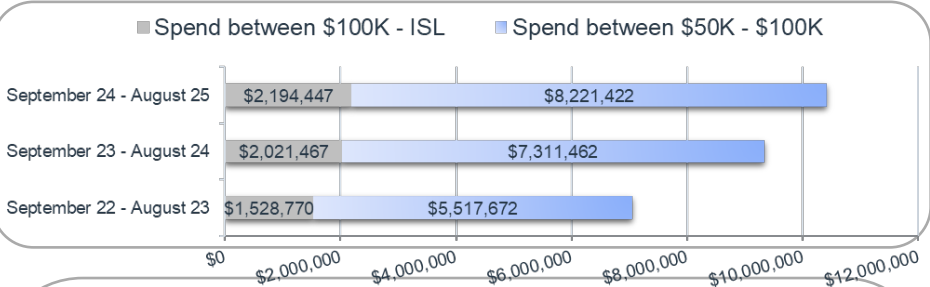 Spend between $100K - ISL Spend between $50K - $100K
September 24 - August 25 $2,194,447 $8,221,422
September 23 - August 24 $2,021,467 $7,311,462
September 22 - August 23 $1,528,770 $5,517,672
$0 $2,000,000 $4,000,000 $6,000,000 $8,000,000 $10,000,000 $12,000,000